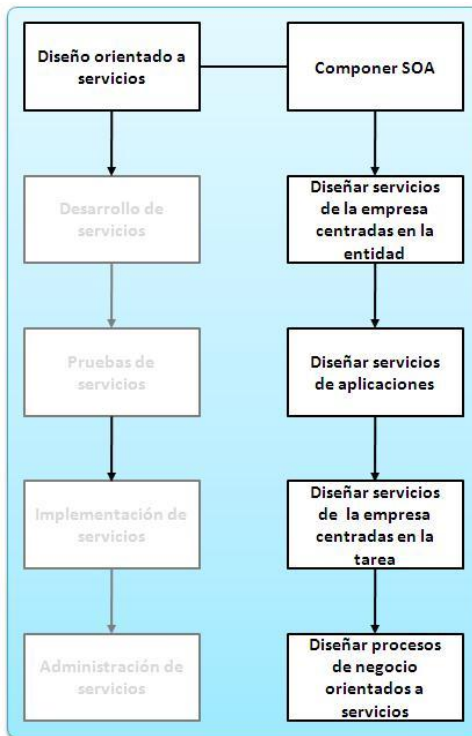 Diseño orientado a
servicios
Componer SOA
Desarrollo de
servicios
Diseñar servicios
de la empresa
centradas en la
entidad
Pruebas de
servicios
Diseñar servicios
de aplicaciones
Implementación de
servicios
Diseñar servicios
de la empresa
centradas en la
tarea
Administración de
servicios
Diseñar procesos
de negocio
orientados a
servicios